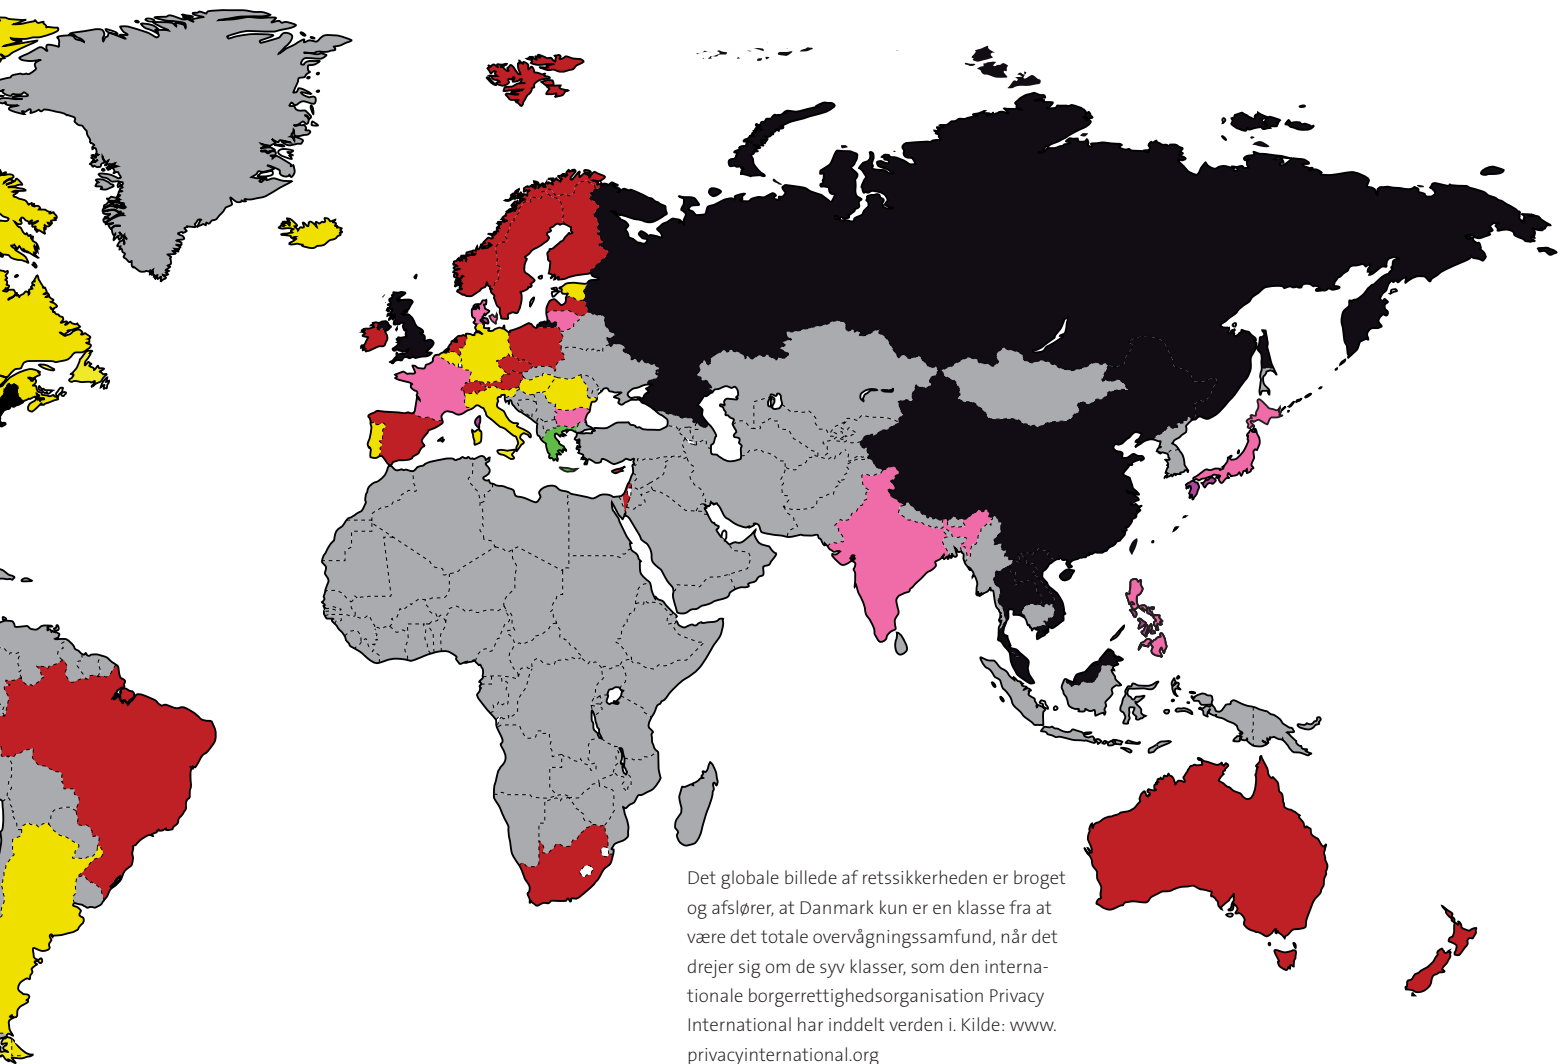 Det globale billede af retssikkerheden er broget
og afslører, at Danmark kun er en klasse fra at
være det totale overvågningssamfund, når det
drejer sig om de syv klasser, som den interna-
tionale borgerrettighedsorganisation Privacy
International har inddelt verden i. Kilde: www.
privacyinternational.org